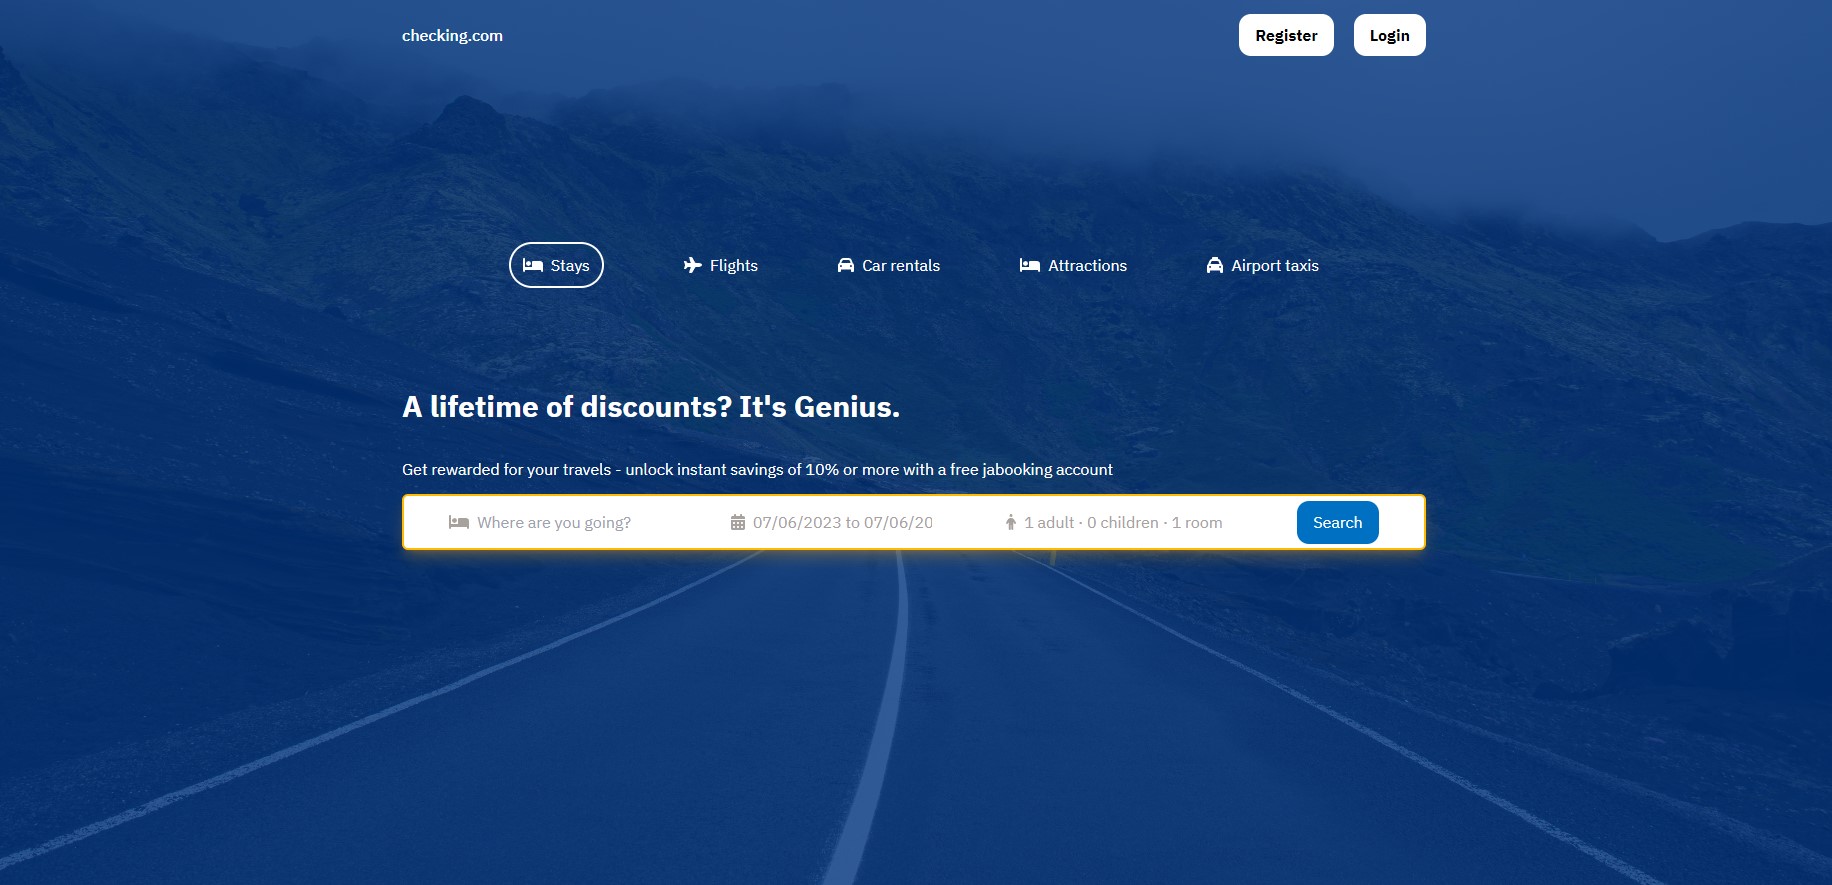 checking.com
Register
Login
Stays
Flights
Car rentals
Attractions
Airport taxis
A lifetime of discounts? It's Genius.
Get rewarded for your travels - unlock instant savings of 10% or more with a free jabooking account
Where are you going?
07/06/2023 to 07/06/20
1 adult · 0 children · 1 room
Search